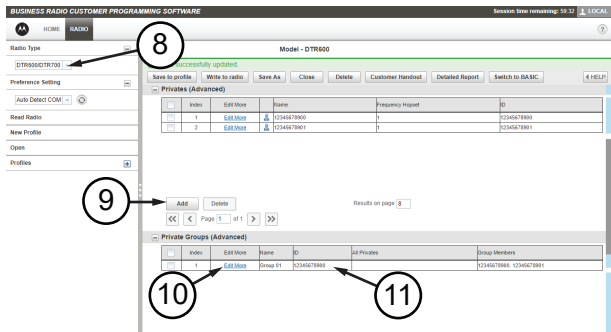 BUSINESS RADIO CUSTOMER PROGRAMMING SOFTWARE Session time remaining: 59:32 LOCAL
HOME RADIO ?
Radio Type
DTR600/DTR700
Preference Setting
Auto Detect COM
Read Radio
New Profile
Open
Profiles
8
Model - DTR600
successfully updated
Save to profile Write to radio Save As Close Delete Customer Handout Detailed Report Switch to BASIC HELP
Privates (Advanced)
Index Edit More Name Frequency Hopset ID
1 Edit More 12345678900 1 12345678900
2 Edit More 12345678901 1 12345678901
9
Add Delete Results on page 8
<< < Page 1 of 1 > >>
Private Groups (Advanced)
Index Edit More Name ID All Privates Group Members
1 Edit More Group 01 12345678900 12345678900, 12345678901
10
11